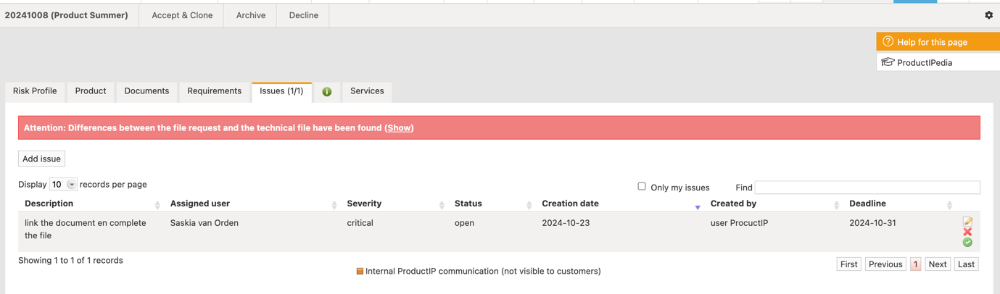 20241008 (Product Summer) Accept & Clone Archive Decline
Help for this page
ProductIPedia
Risk Profile Product Documents Requirements Issues (1/1) Services
Attention: Differences between the file request and the technical file have been found (Show)
Add issue
Display 10 records per page Only my issues Find
Description Assigned user Severity Status Creation date Created by Deadline
link the document en complete Saskia van Orden critical open 2024-10-23 user ProcuctIP 2024-10-31
the file
Showing 1 to 1 of 1 records First Previous 1 Next Last
Internal ProductIP communication (not visible to customers)